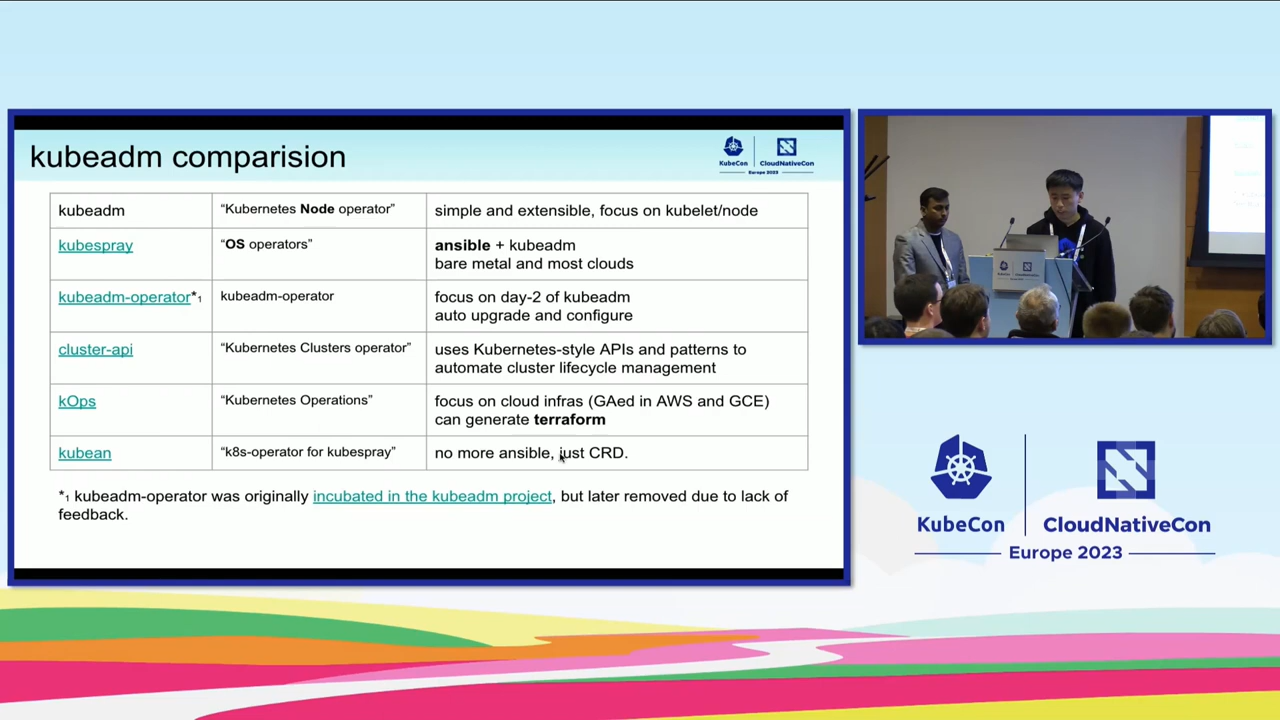 kubeadm comparision
KubeCon
CloudNativeCon
Europe 2023
kubeadm
“Kubernetes Node operator”
simple and extensible, focus on kubelet/node
kubespray
“OS operators”
ansible + kubeadm
bare metal and most clouds
kubeadm-operator*1
kubeadm-operator
focus on day-2 of kubeadm
auto upgrade and configure
cluster-api
“Kubernetes Clusters operator”
uses Kubernetes-style APIs and patterns to
automate cluster lifecycle management
kOps
“Kubernetes Operations”
focus on cloud infras (GAed in AWS and GCE)
can generate terraform
kubean
“k8s-operator for kubespray”
no more ansible, just CRD.
*1 kubeadm-operator was originally incubated in the kubeadm project, but later removed due to lack of
feedback.
KubeCon
CloudNativeCon
Europe 2023